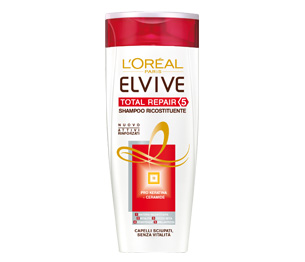 L'ORÉAL
PARIS
ELVIVE
TOTAL REPAIR 5
SHAMPOO RICOSTITUENTE
NUOVO
ATTIVI
RINFORZATI
PRO-KERATINA
+ CERAMIDE
CAPELLI SCIUPATI,
SENZA VITALITÀ